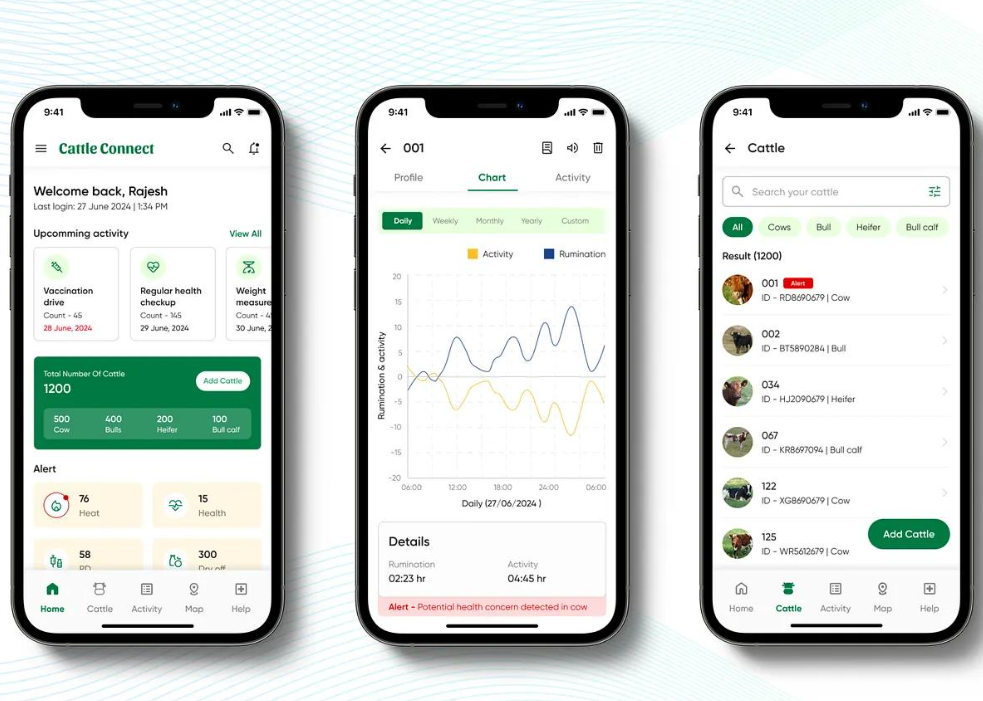 9:41
Cattle Connect
Welcome back, Rajesh
Last login: 27 June 2024 | 1:34 PM
Upcomming activity
View All
Vaccination
drive
Count - 45
28 June, 2024
Regular health
checkup
Count - 145
29 June, 2024
Weight
measure
Count - 4
30 June, 2
Total Number Of Cattle
1200
Add Cattle
500
Cow
400
Bulls
200
Heifer
100
Bull calf
Alert
76
Heat
15
Health
58
PD
300
Dry off
Home
Cattle
Activity
Map
Help
9:41
001
Profile
Chart
Activity
Daily
Weekly
Monthly
Yearly
Custom
Activity
Rumination
Rumination & activity
20
15
10
5
0
-5
-10
-15
-20
06:00
12:00
18:00
24:00
06:00
Daily (27/06/2024 )
Details
Rumination
02:23 hr
Activity
04:45 hr
Alert - Potential health concern detected in cow
9:41
Cattle
Search your cattle
All
Cows
Bull
Heifer
Bull calf
Result (1200)
001 Alert
ID - RD8690679 | Cow
002
ID - BT5890284 | Bull
034
ID - HJ2090679 | Heifer
067
ID - KR8697094 | Bull calf
122
ID - XG8690679 | Cow
125
ID - WR5612679 | Cow
Add Cattle
Home
Cattle
Activity
Map
Help